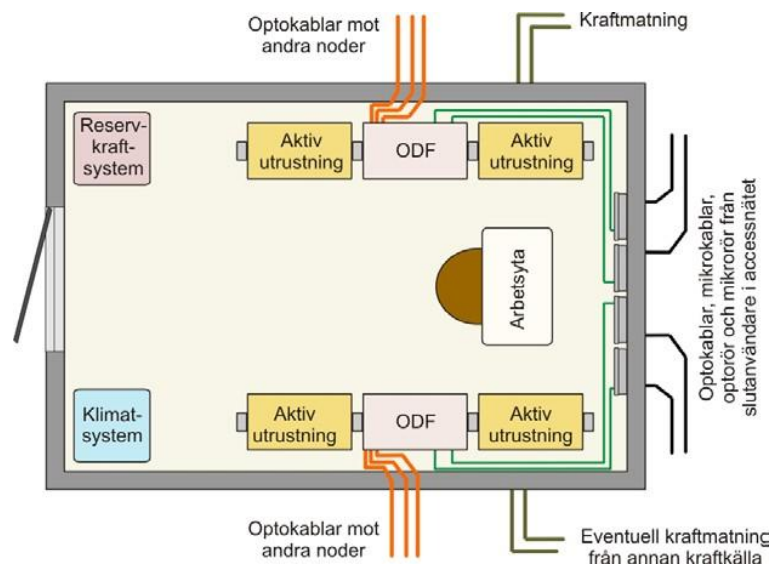 Optokablar mot
andra noder
Kraftmatning
Reserv-
kraft-
system
Aktiv
utrustning
ODF
Aktiv
utrustning
Arbetsyta
Optokablar, mikrokablar,
optorör och mikrorör från
slutanvändare i accessnätet
Klimat-
system
Aktiv
utrustning
ODF
Aktiv
utrustning
Optokablar mot
andra noder
Eventuell kraftmatning
från annan kraftkälla